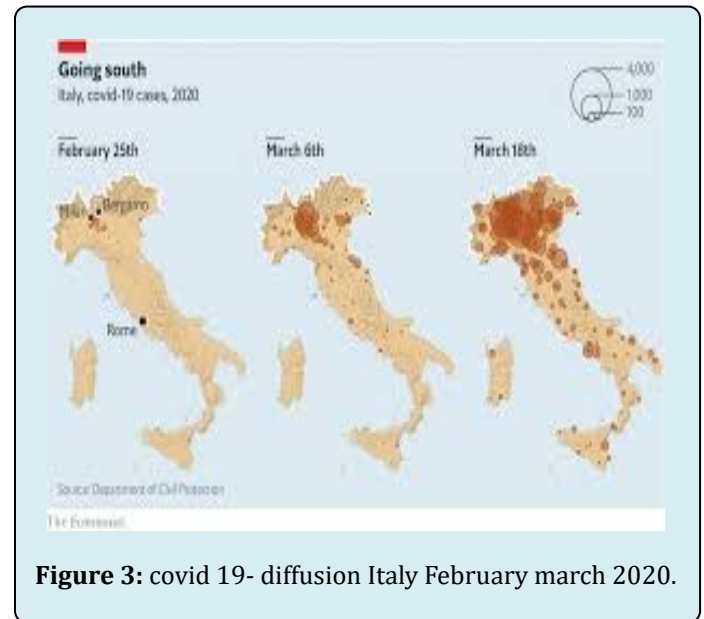 Going south
Italy, covid-19 cases, 2020
4,000
1,000
100
February 25th
March 6th
March 18th
Bergamo
Rome
Source: Department of Civil Protection
The Economist
Figure 3: covid 19- diffusion Italy February march 2020.